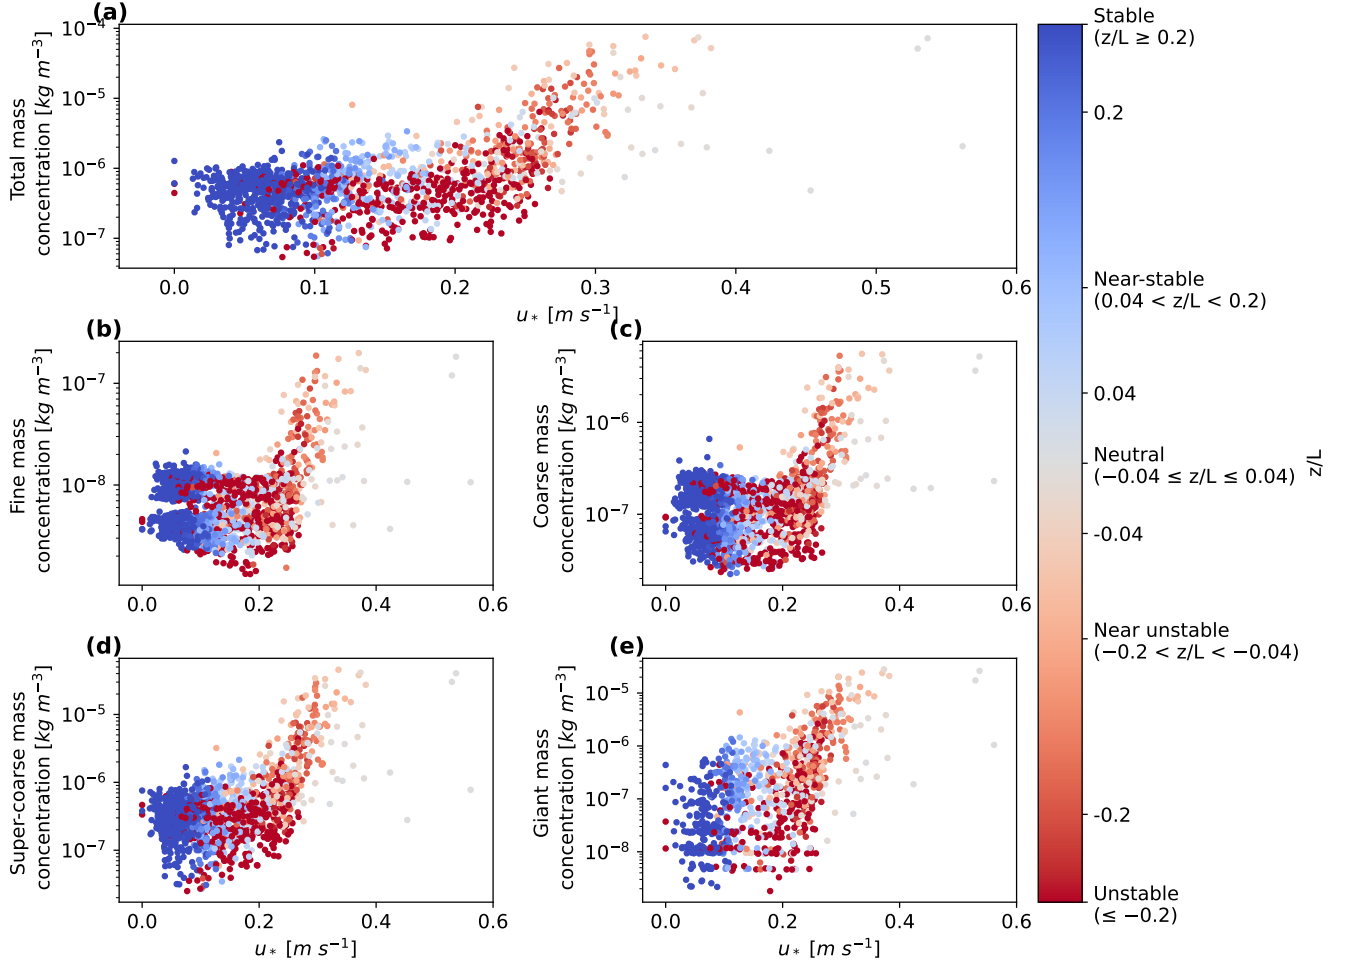 (a)
Total mass
concentration [kg m⁻³]
10⁻⁴
10⁻⁵
10⁻⁶
10⁻⁷
0.0 0.1 0.2 0.3 0.4 0.5 0.6
u* [m s⁻¹]
(b)
Fine mass
concentration [kg m⁻³]
10⁻⁷
10⁻⁸
0.0 0.2 0.4 0.6
(c)
Coarse mass
concentration [kg m⁻³]
10⁻⁶
10⁻⁷
0.0 0.2 0.4 0.6
(d)
Super-coarse mass
concentration [kg m⁻³]
10⁻⁵
10⁻⁶
10⁻⁷
0.0 0.2 0.4 0.6
u* [m s⁻¹]
(e)
Giant mass
concentration [kg m⁻³]
10⁻⁵
10⁻⁶
10⁻⁷
10⁻⁸
0.0 0.2 0.4 0.6
u* [m s⁻¹]
Stable
(z/L ≥ 0.2)
0.2
Near-stable
(0.04 < z/L < 0.2)
0.04
Neutral
(−0.04 ≤ z/L ≤ 0.04)
-0.04
Near unstable
(−0.2 < z/L < −0.04)
-0.2
Unstable
(≤ −0.2)
z/L